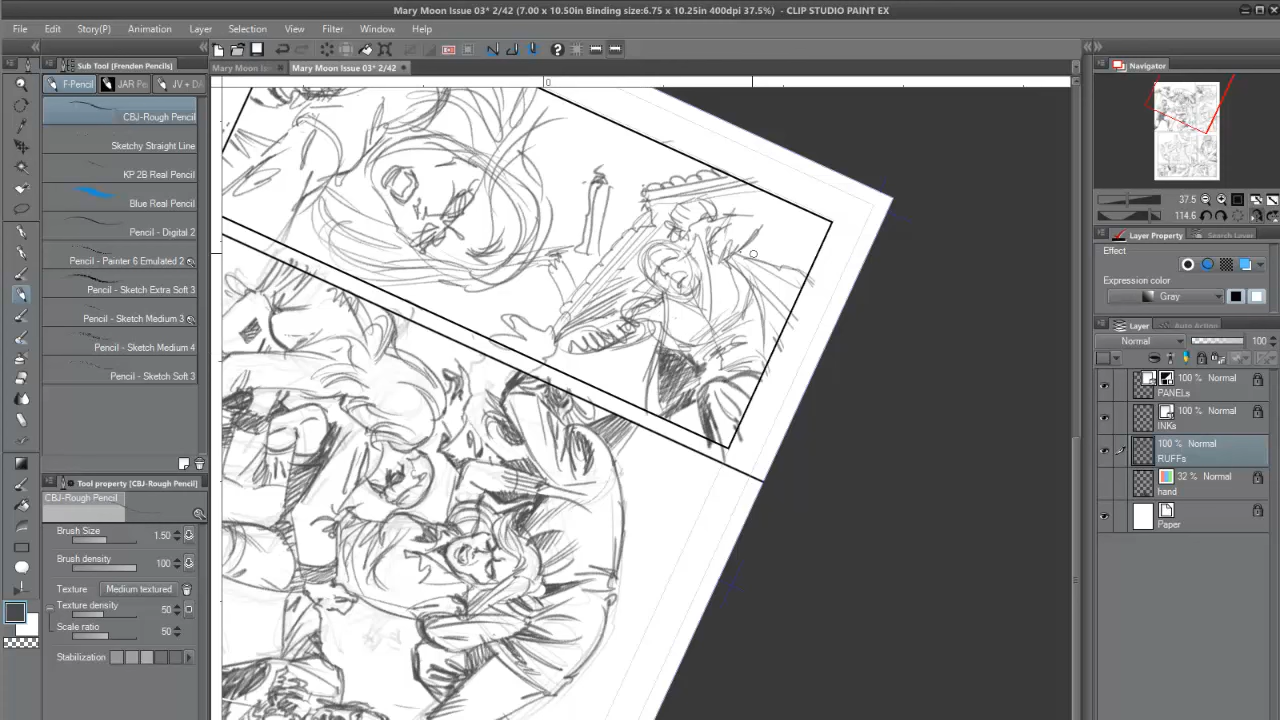 Mary Moon Issue 03* 2/42 (7.00 x 10.50in Binding size:6.75 x 10.25in 400dpi 37.5%) - CLIP STUDIO PAINT EX
File Edit Story(P) Animation Layer Selection View Filter Window Help
Sub Tool [Frenden Pencils]
F-Pencil JAR Pe JV + D
Mary Moon Iss Mary Moon Issue 03* 2/42
Navigator
CBJ-Rough Pencil
Sketchy Straight Line
KP 2B Real Pencil
Blue Real Pencil
Pencil - Digital 2
Pencil - Painter 6 Emulated 2
Pencil - Sketch Extra Soft 3
Pencil - Sketch Medium 3
Pencil - Sketch Medium 4
Pencil - Sketch Soft 3
0
37.5
114.6
Layer Property Search Layer
Effect
Expression color
Gray
Layer Auto Action
Normal 100
100 % Normal
PANELs
100 % Normal
INKs
100 % Normal
RUFFs
32 % Normal
hand
Paper
Tool property [CBJ-Rough Pencil]
CBJ-Rough Pencil
Brush Size 1.50
Brush density 100
Texture Medium textured
Texture density 50
Scale ratio 50
Stabilization